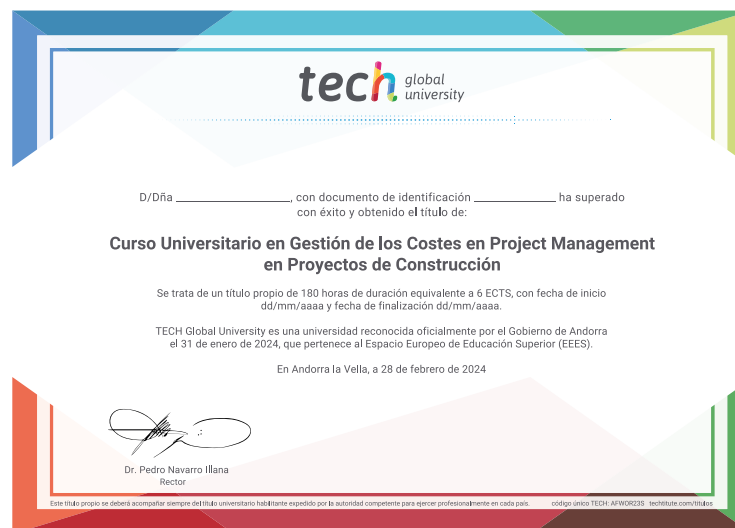 tech global university
D/Dña ____________, con documento de identificación ____________ ha superado
con éxito y obtenido el título de:
Curso Universitario en Gestión de los Costes en Project Management
en Proyectos de Construcción
Se trata de un título propio de 180 horas de duración equivalente a 6 ECTS, con fecha de inicio
dd/mm/aaaa y fecha de finalización dd/mm/aaaa.
TECH Global University es una universidad reconocida oficialmente por el Gobierno de Andorra
el 31 de enero de 2024, que pertenece al Espacio Europeo de Educación Superior (EEES).
En Andorra la Vella, a 28 de febrero de 2024
Dr. Pedro Navarro Illana
Rector
Este título propio se deberá acompañar siempre del título universitario habilitante expedido por la autoridad competente para ejercer profesionalmente en cada país. código único TECH: AFWOR23S techtitute.com/titulos